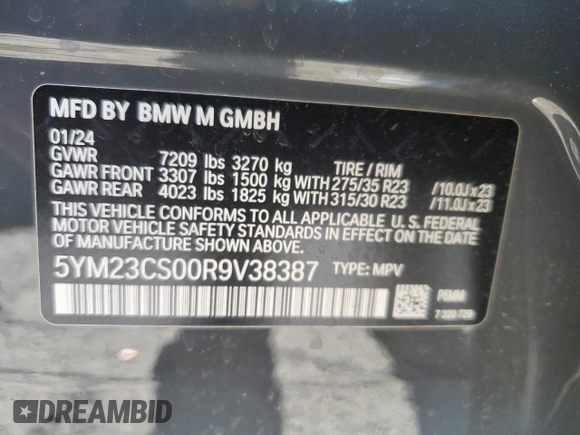 MFD BY BMW M GMBH
01/24
GVWR 7209 lbs 3270 kg TIRE / RIM
GAWR FRONT 3307 lbs 1500 kg WITH 275/35 R23 /10.0J x 23
GAWR REAR 4023 lbs 1825 kg WITH 315/30 R23 /11.0J x 23
THIS VEHICLE CONFORMS TO ALL APPLICABLE U. S. FEDERAL
MOTOR VEHICLE SAFETY STANDARDS IN EFFECT ON THE DATE
OF MANUFACTURE SHOWN ABOVE.
5YM23CS00R9V38387 TYPE: MPV
DREAMBID